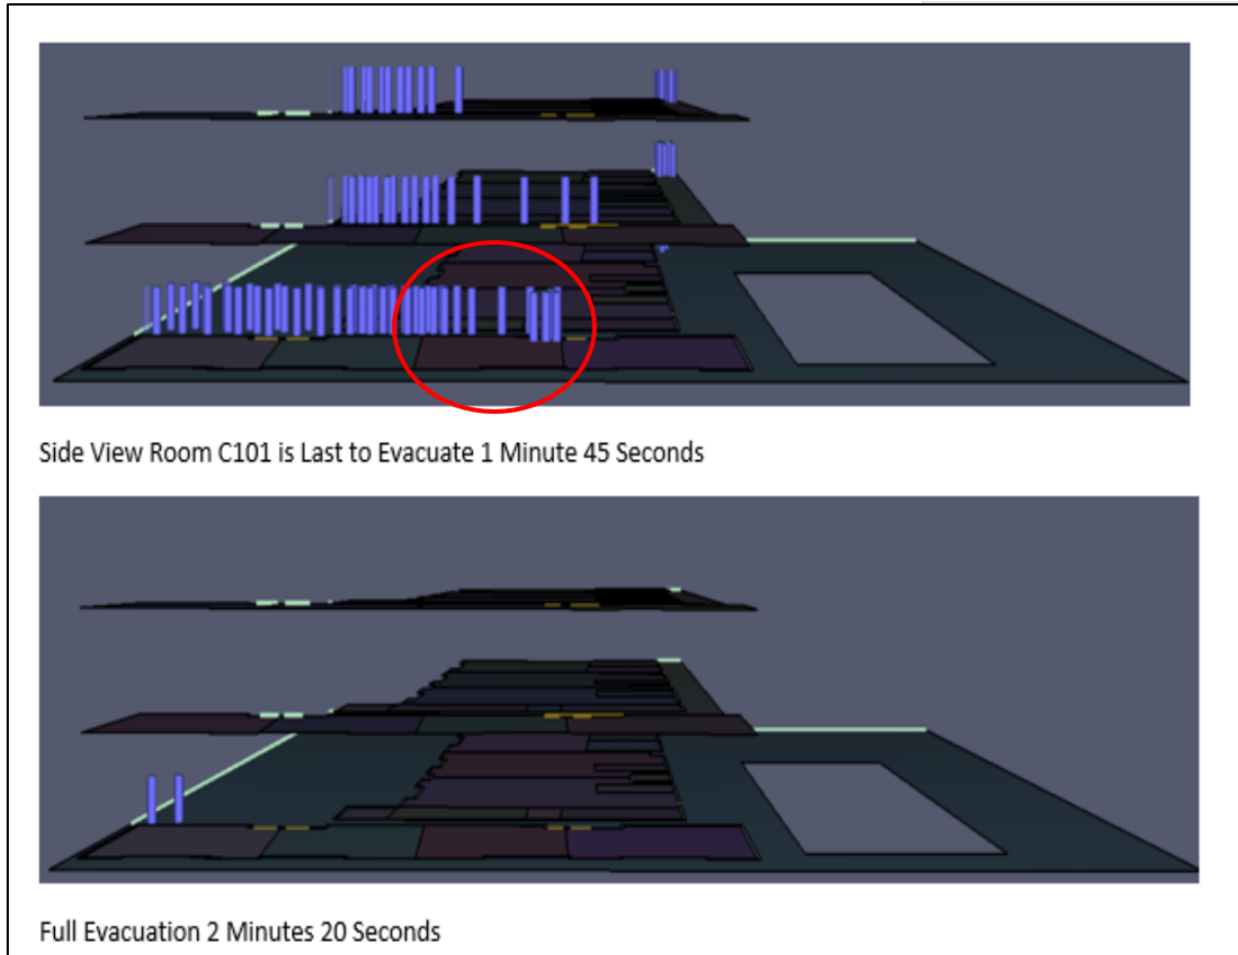 Side View Room C101 is Last to Evacuate 1 Minute 45 Seconds
Full Evacuation 2 Minutes 20 Seconds